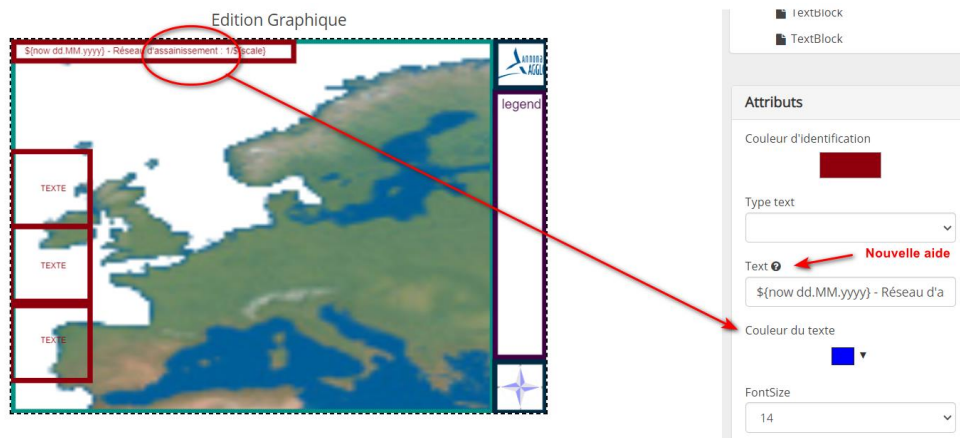 Edition Graphique
${now dd.MM.yyyy} - Réseau d'assainissement : 1/${scale}
legend
TEXTE
TEXTE
TEXTE
TextBlock
TextBlock
Attributs
Couleur d'identification
Type text
Nouvelle aide
Text
${now dd.MM.yyyy} - Réseau d'a
Couleur du texte
FontSize
14